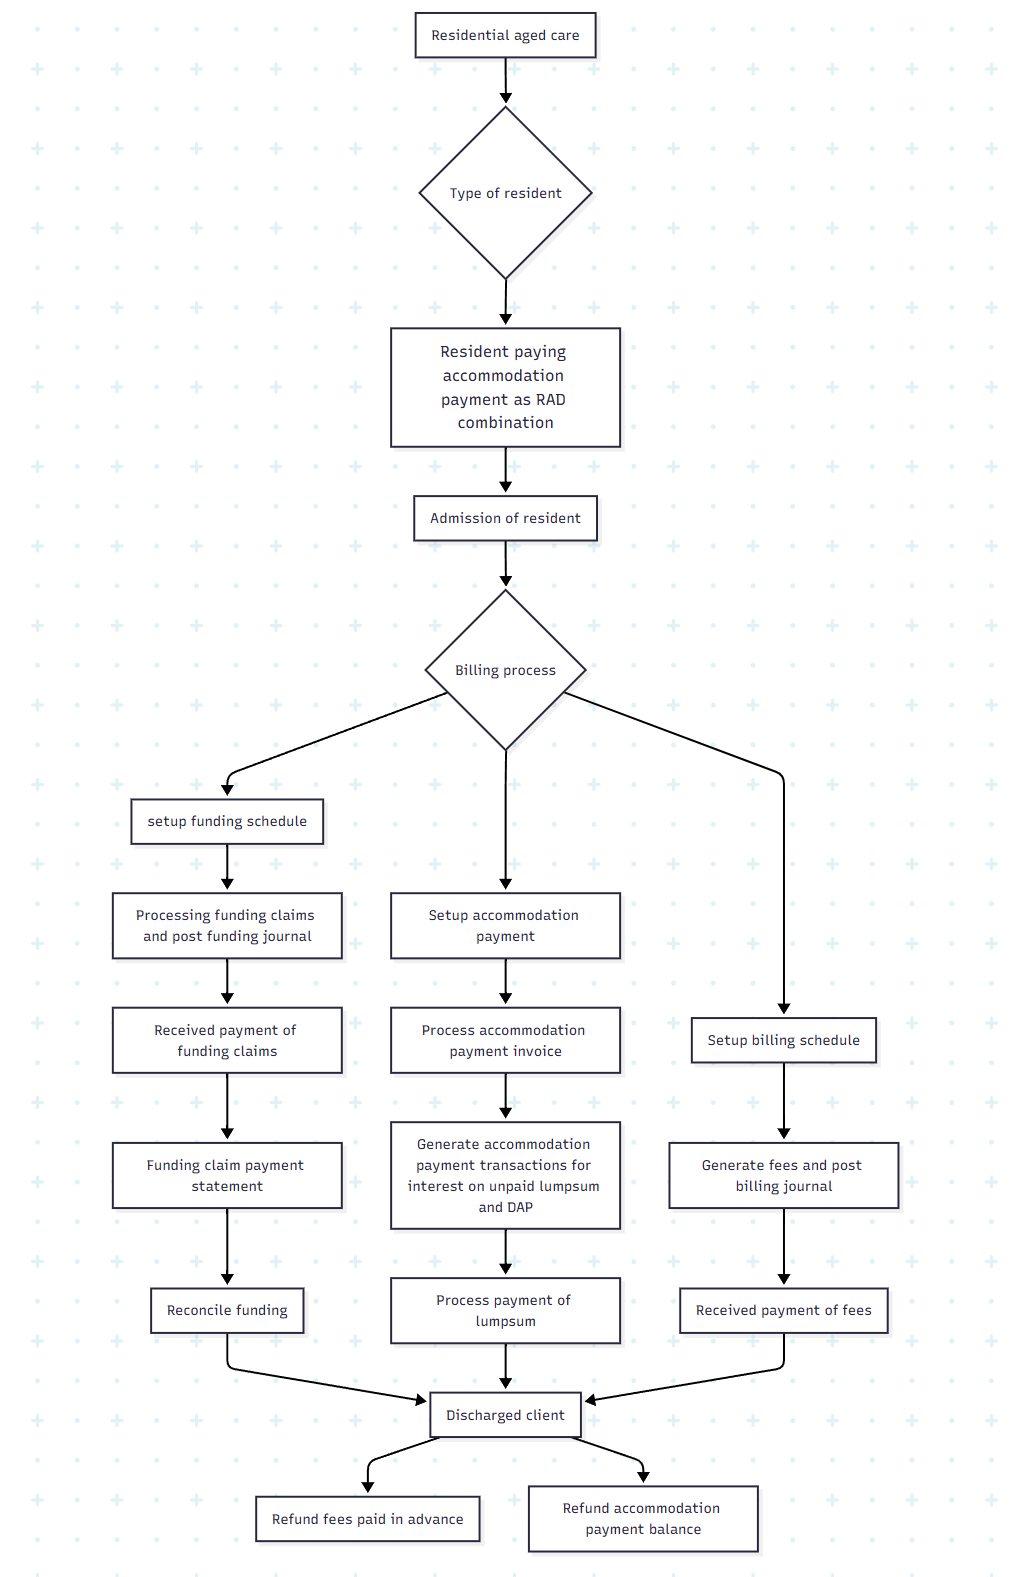 Residential aged care
Type of resident
Resident paying
accommodation
payment as RAD
combination
Admission of resident
Billing process
setup funding schedule
Processing funding claims
and post funding journal
Received payment of
funding claims
Funding claim payment
statement
Reconcile funding
Setup accommodation
payment
Process accommodation
payment invoice
Generate accommodation
payment transactions for
interest on unpaid lumpsum
and DAP
Process payment of
lumpsum
Setup billing schedule
Generate fees and post
billing journal
Received payment of fees
Discharged client
Refund fees paid in advance
Refund accommodation
payment balance